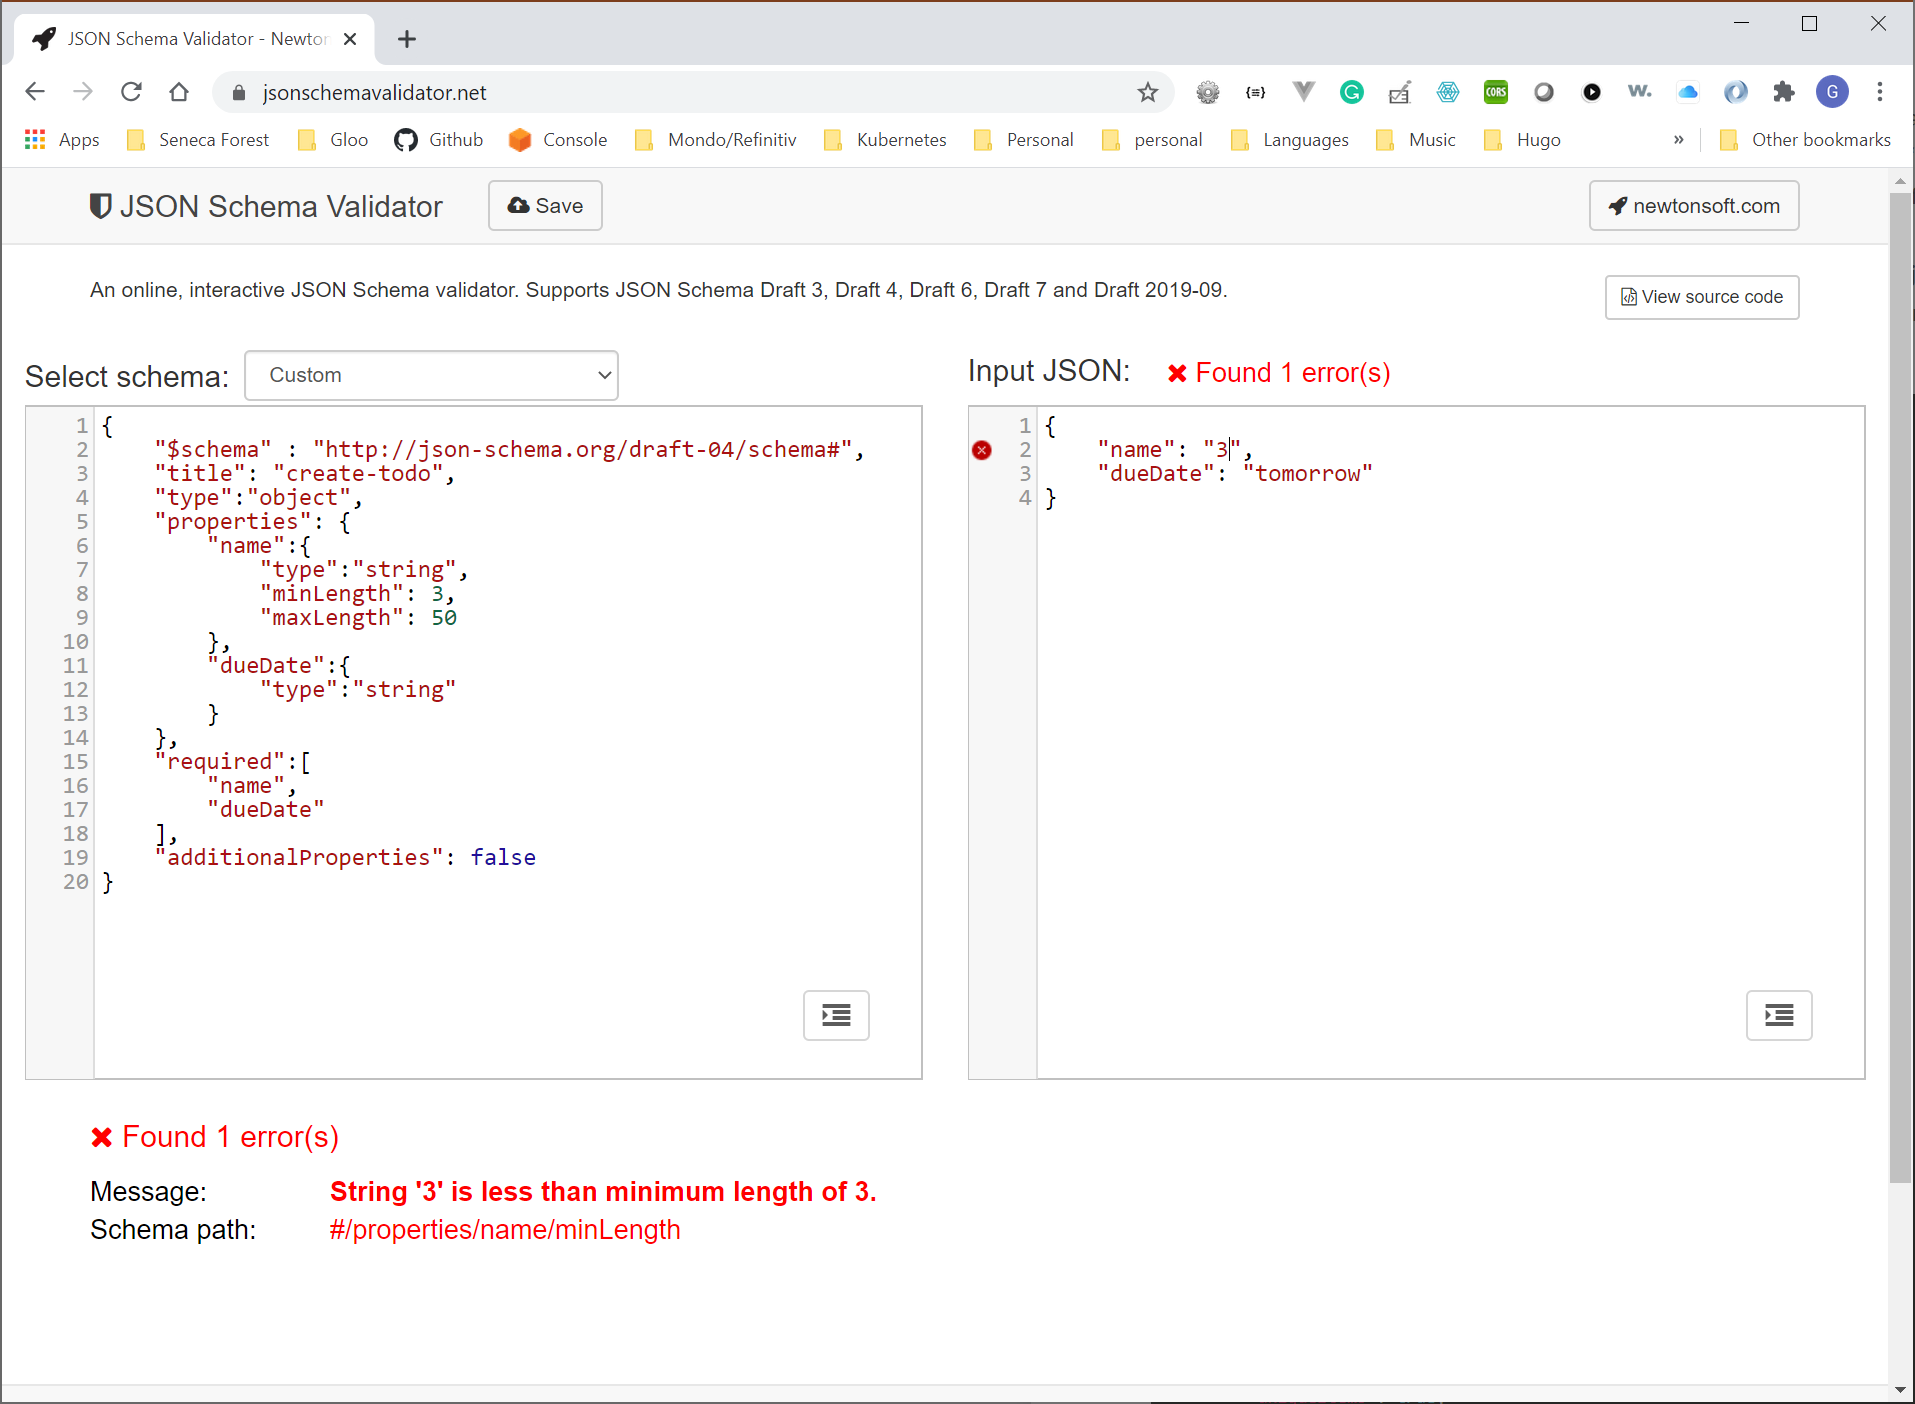 JSON Schema Validator - Newton
jsonschemavalidator.net
CORS
w.
G
Apps Seneca Forest Gloo Github Console Mondo/Refinitiv Kubernetes Personal personal Languages Music Hugo » Other bookmarks
JSON Schema Validator Save newtonsoft.com
An online, interactive JSON Schema validator. Supports JSON Schema Draft 3, Draft 4, Draft 6, Draft 7 and Draft 2019-09.
View source code
Select schema: Custom
1 {
2 "$schema" : "http://json-schema.org/draft-04/schema#",
3 "title": "create-todo",
4 "type":"object",
5 "properties": {
6 "name":{
7 "type":"string",
8 "minLength": 3,
9 "maxLength": 50
10 },
11 "dueDate":{
12 "type":"string"
13 }
14 },
15 "required":[
16 "name",
17 "dueDate"
18 ],
19 "additionalProperties": false
20 }
Input JSON: Found 1 error(s)
1 {
2 "name": "3",
3 "dueDate": "tomorrow"
4 }
Found 1 error(s)
Message: String '3' is less than minimum length of 3.
Schema path: #/properties/name/minLength